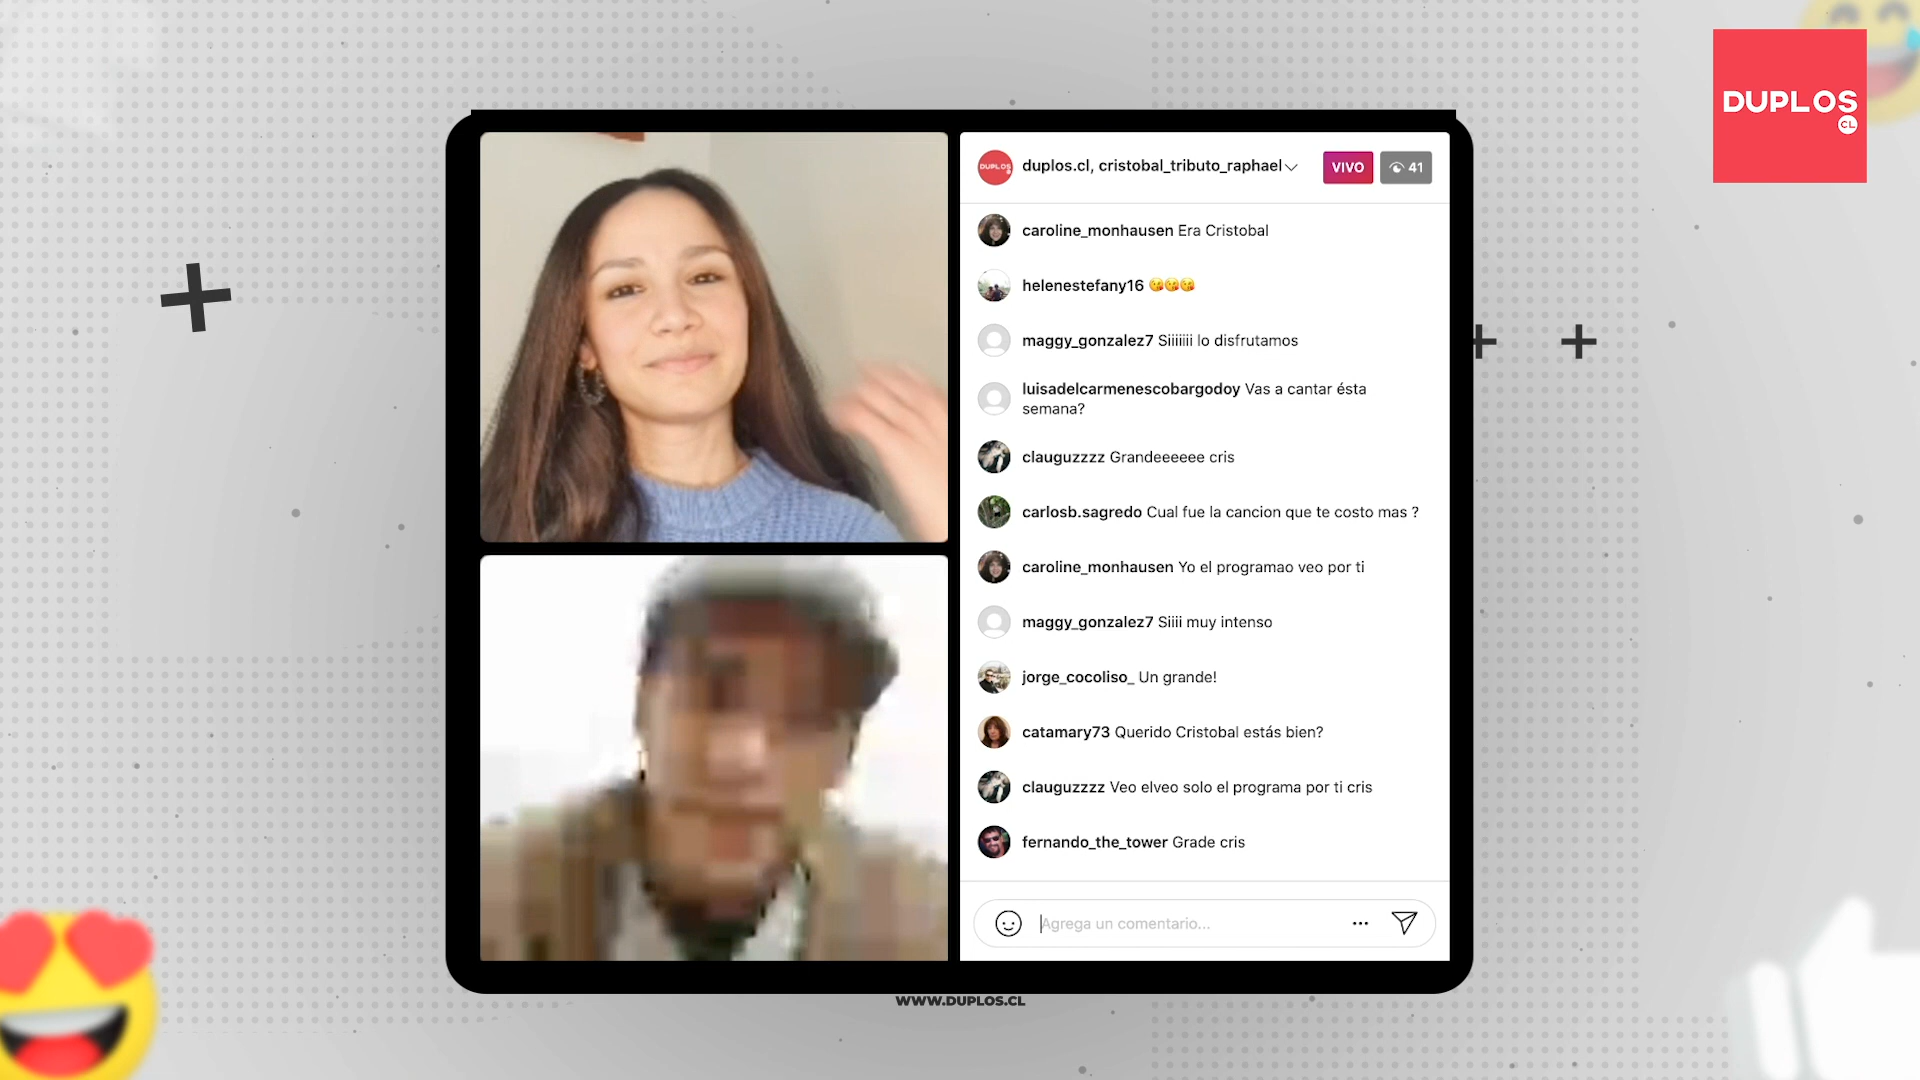 DUPLOS
CL
DUPLOS
duplos.cl, cristobal_tributo_raphael
VIVO
41
caroline_monhausen Era Cristobal
helenestefany16 😘😘😘
maggy_gonzalez7 Siiiiiii lo disfrutamos
luisadelcarmenescobargodoy Vas a cantar ésta
semana?
clauguzzzz Grandeeeeee cris
carlosb.sagredo Cual fue la cancion que te costo mas ?
caroline_monhausen Yo el programao veo por ti
maggy_gonzalez7 Siiii muy intenso
jorge_cocoliso_ Un grande!
catamary73 Querido Cristobal estás bien?
clauguzzzz Veo elveo solo el programa por ti cris
fernando_the_tower Grade cris
Agrega un comentario...
WWW.DUPLOS.CL